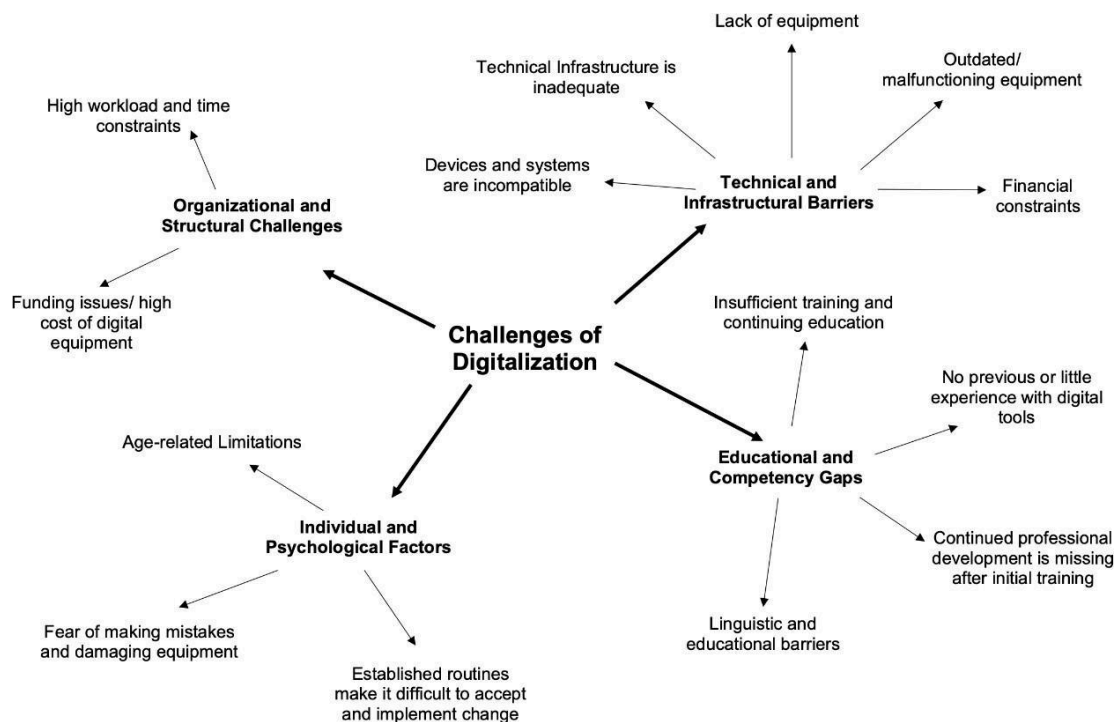 Lack of equipment
Technical Infrastructure is
inadequate
Outdated/
malfunctioning equipment
High workload and time
constraints
Devices and systems
are incompatible
Technical and
Infrastructural Barriers
Financial
constraints
Organizational and
Structural Challenges
Funding issues/ high
cost of digital
equipment
Insufficient training and
continuing education
Challenges of
Digitalization
No previous or little
experience with digital
tools
Age-related Limitations
Educational and
Competency Gaps
Individual and
Psychological Factors
Continued professional
development is missing
after initial training
Fear of making mistakes
and damaging equipment
Linguistic and
educational barriers
Established routines
make it difficult to accept
and implement change